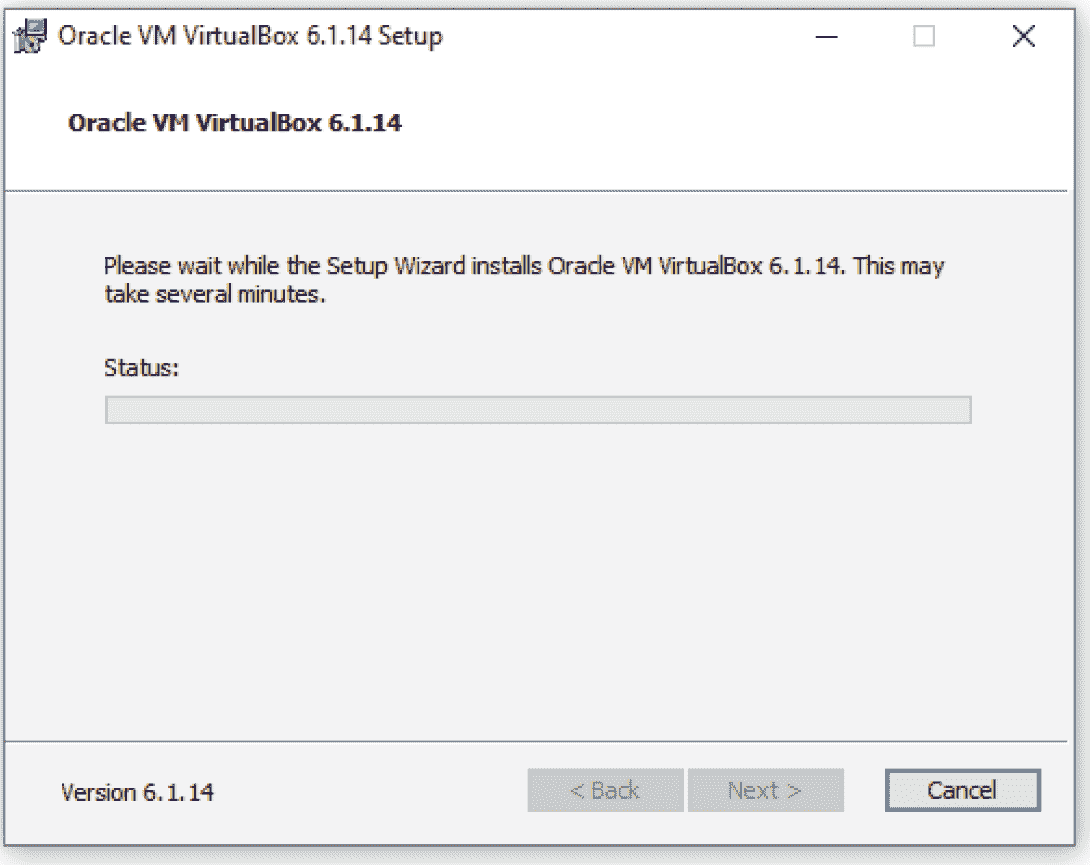 Oracle VM VirtualBox 6.1.14 Setup
Oracle VM VirtualBox 6.1.14
Please wait while the Setup Wizard installs Oracle VM VirtualBox 6.1.14. This may
take several minutes.
Status:
Version 6.1.14
< Back
Next >
Cancel